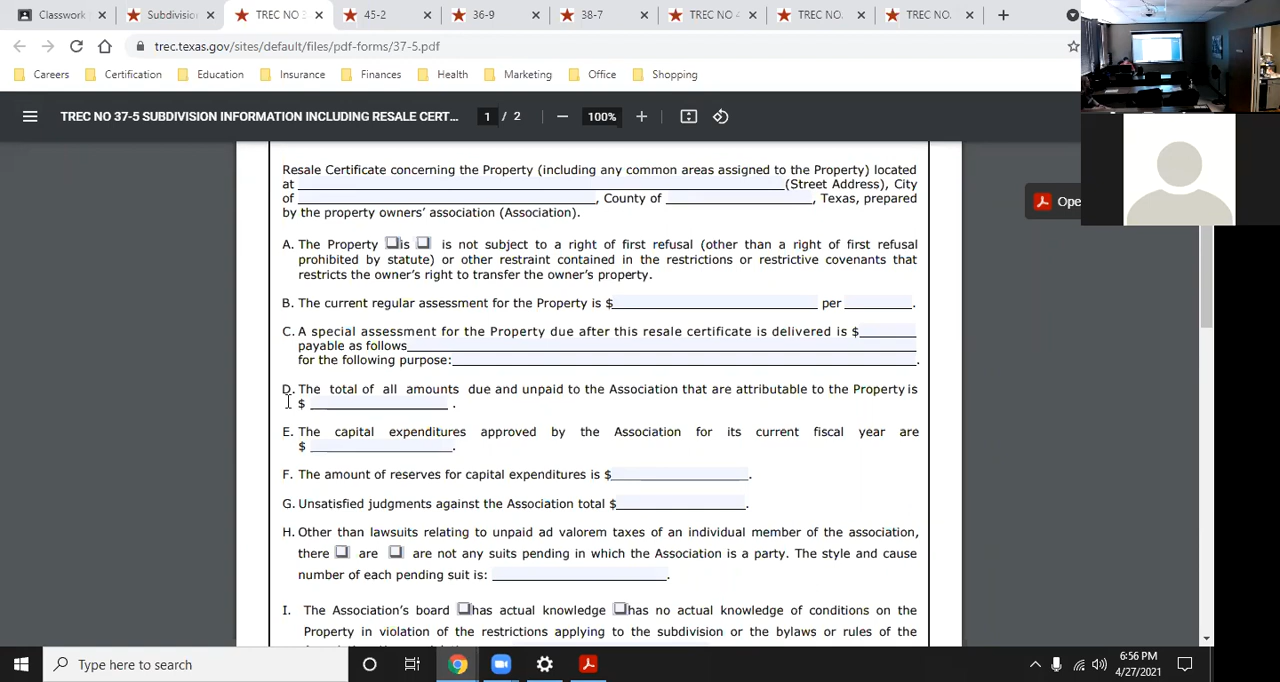 Classwork
Subdivision
TREC NO
45-2
36-9
38-7
TREC NO
TREC NO.
TREC NO.
trec.texas.gov/sites/default/files/pdf-forms/37-5.pdf
Careers Certification Education Insurance Finances Health Marketing Office Shopping
TREC NO 37-5 SUBDIVISION INFORMATION INCLUDING RESALE CERT... 1 / 2 100%
Ope
Resale Certificate concerning the Property (including any common areas assigned to the Property) located
at (Street Address), City
of , County of , Texas, prepared
by the property owners' association (Association).
A. The Property is is not subject to a right of first refusal (other than a right of first refusal
prohibited by statute) or other restraint contained in the restrictions or restrictive covenants that
restricts the owner's right to transfer the owner's property.
B. The current regular assessment for the Property is $ per .
C. A special assessment for the Property due after this resale certificate is delivered is $
payable as follows
for the following purpose: .
D. The total of all amounts due and unpaid to the Association that are attributable to the Property is
$ .
E. The capital expenditures approved by the Association for its current fiscal year are
$ .
F. The amount of reserves for capital expenditures is $ .
G. Unsatisfied judgments against the Association total $ .
H. Other than lawsuits relating to unpaid ad valorem taxes of an individual member of the association,
there are are not any suits pending in which the Association is a party. The style and cause
number of each pending suit is: .
I. The Association's board has actual knowledge has no actual knowledge of conditions on the
Property in violation of the restrictions applying to the subdivision or the bylaws or rules of the
Type here to search
6:56 PM
4/27/2021